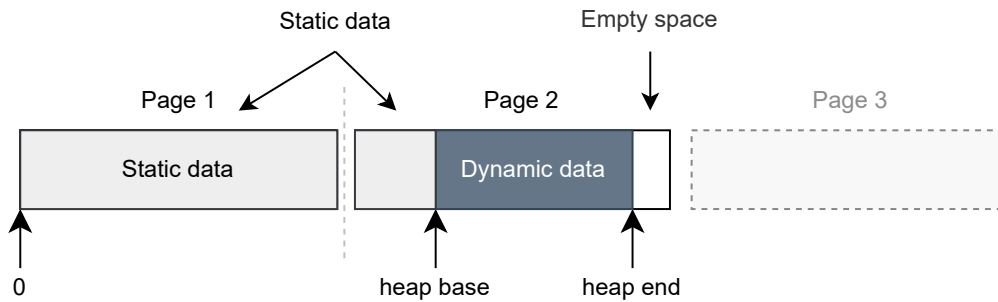 Static data
Empty space
Page 1
Page 2
Page 3
Static data
Dynamic data
0
heap base
heap end